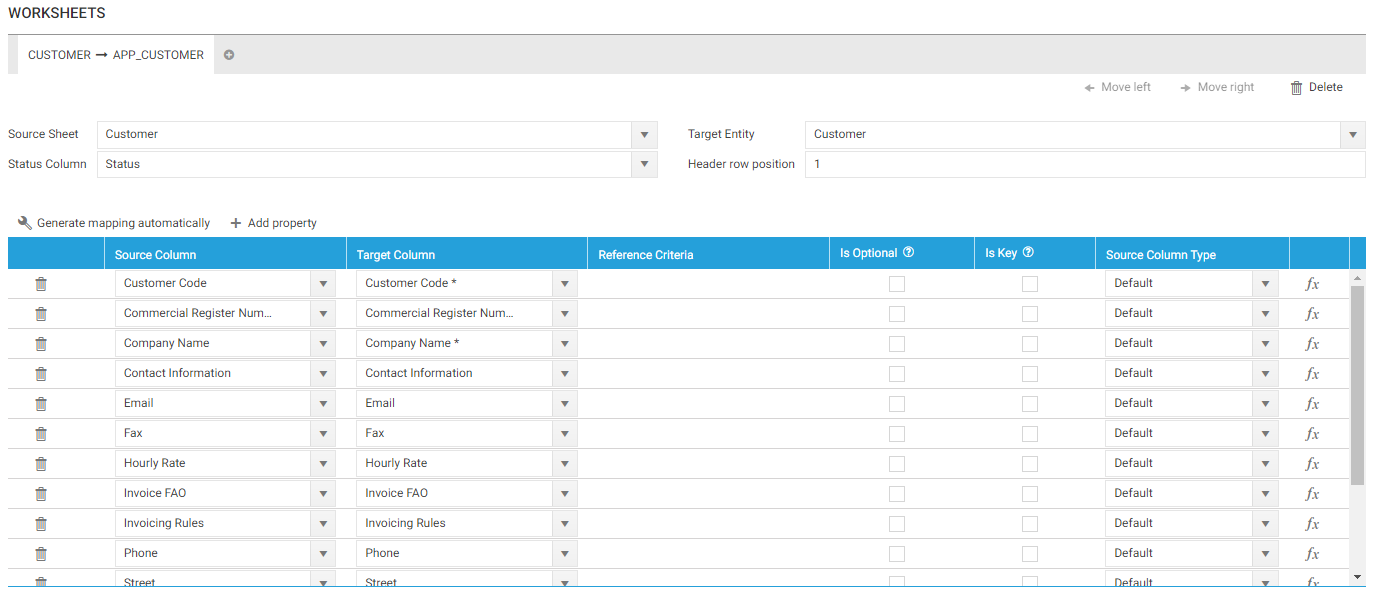 WORKSHEETS
CUSTOMER → APP_CUSTOMER
Move left Move right Delete
Source Sheet Customer Target Entity Customer
Status Column Status Header row position 1
Generate mapping automatically + Add property
Source Column Target Column Reference Criteria Is Optional ? Is Key ? Source Column Type
Customer Code Customer Code * Default fx
Commercial Register Num... Commercial Register Num... Default fx
Company Name Company Name * Default fx
Contact Information Contact Information Default fx
Email Email Default fx
Fax Fax Default fx
Hourly Rate Hourly Rate Default fx
Invoice FAO Invoice FAO Default fx
Invoicing Rules Invoicing Rules Default fx
Phone Phone Default fx
Street Street Default fx